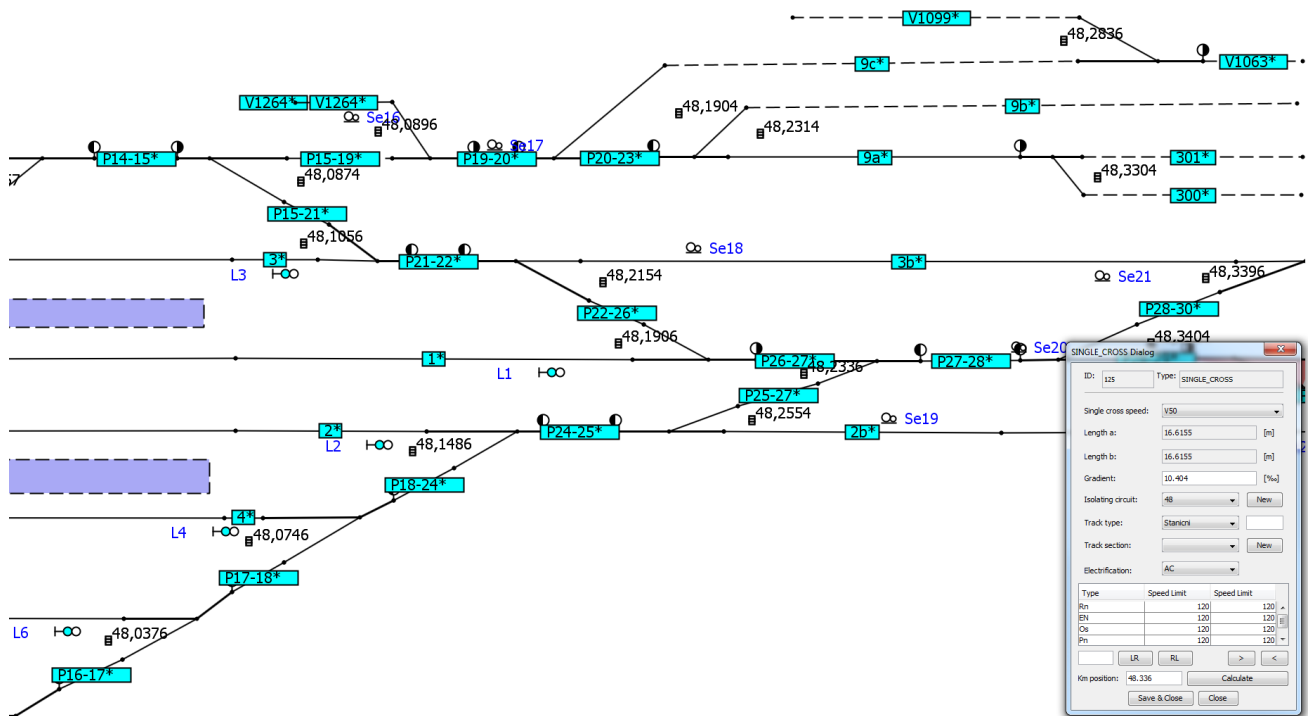 V1099*
48,2836
9c*
V1063*
V1264*
V1264*
Se16
48,0896
48,1904
9b*
48,2314
Se17
P14-15*
P15-19*
P19-20*
P20-23*
9a*
301*
48,0874
48,3304
300*
P15-21*
48,1056
Se18
3*
P21-22*
3b*
L3
48,2154
Se21
48,3396
P22-26*
P28-30*
48,1906
48,3404
Se20
1*
P26-27*
P27-28*
L1
48,2336
P25-27*
48,2554
Se19
2*
P24-25*
2b*
L2
48,1486
P18-24*
4*
L4
48,0746
P17-18*
L6
48,0376
P16-17*
SINGLE_CROSS Dialog
ID: 125 Type: SINGLE_CROSS
Single cross speed: V50
Length a: 16.6155 [m]
Length b: 16.6155 [m]
Gradient: 10.404 [‰]
Isolating circuit: 48 New
Track type: Stanicni
Track section: New
Electrification: AC
Type Speed Limit Speed Limit
Rn 120 120
EN 120 120
Os 120 120
Pn 120 120
LR RL > <
Km position: 48.336 Calculate
Save & Close Close